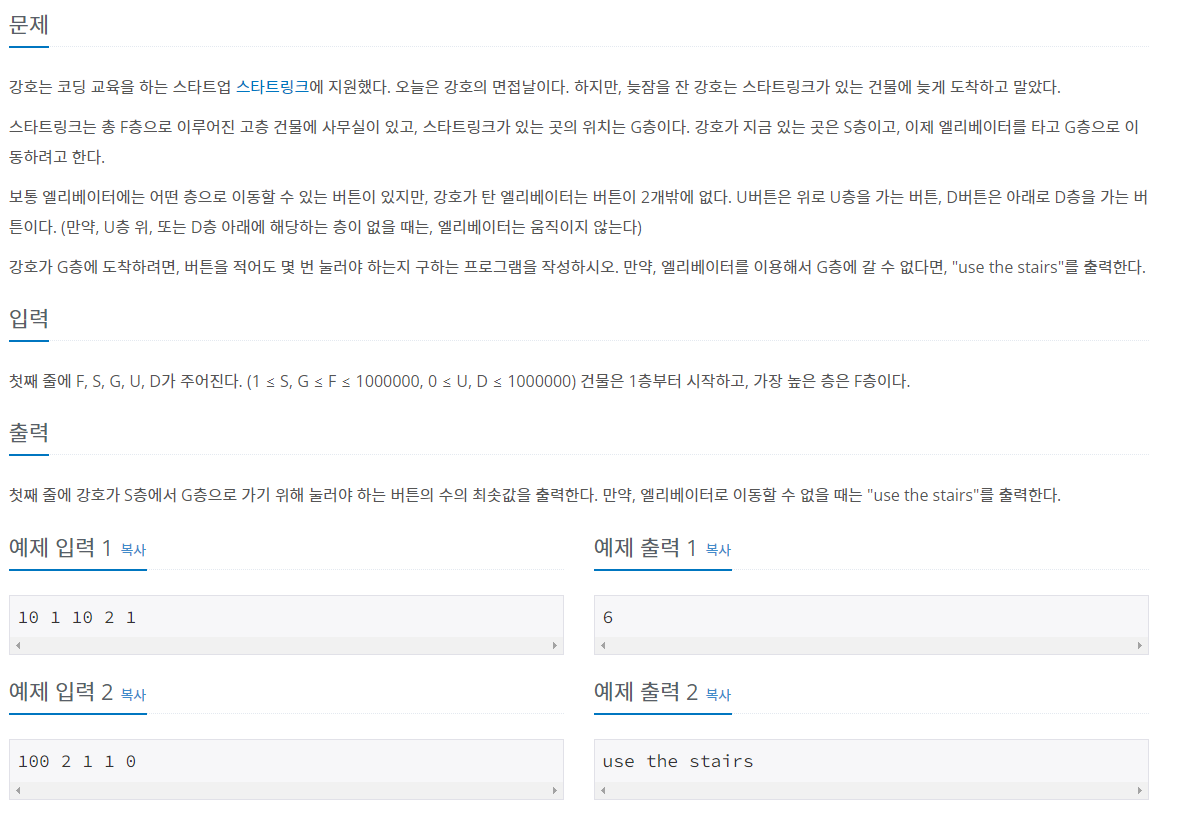 문제
강호는 코딩 교육을 하는 스타트업 스타트링크에 지원했다. 오늘은 강호의 면접날이다. 하지만, 늦잠을 잔 강호는 스타트링크가 있는 건물에 늦게 도착하고 말았다.
스타트링크는 총 F층으로 이루어진 고층 건물에 사무실이 있고, 스타트링크가 있는 곳의 위치는 G층이다. 강호가 지금 있는 곳은 S층이고, 이제 엘리베이터를 타고 G층으로 이
동하려고 한다.
보통 엘리베이터에는 어떤 층으로 이동할 수 있는 버튼이 있지만, 강호가 탄 엘리베이터는 버튼이 2개밖에 없다. U버튼은 위로 U층을 가는 버튼, D버튼은 아래로 D층을 가는 버
튼이다. (만약, U층 위, 또는 D층 아래에 해당하는 층이 없을 때는, 엘리베이터는 움직이지 않는다)
강호가 G층에 도착하려면, 버튼을 적어도 몇 번 눌러야 하는지 구하는 프로그램을 작성하시오. 만약, 엘리베이터를 이용해서 G층에 갈 수 없다면, "use the stairs"를 출력한다.
입력
첫째 줄에 F, S, G, U, D가 주어진다. (1 ≤ S, G ≤ F ≤ 1000000, 0 ≤ U, D ≤ 1000000) 건물은 1층부터 시작하고, 가장 높은 층은 F층이다.
출력
첫째 줄에 강호가 S층에서 G층으로 가기 위해 눌러야 하는 버튼의 수의 최솟값을 출력한다. 만약, 엘리베이터로 이동할 수 없을 때는 "use the stairs"를 출력한다.
예제 입력 1 복사
10 1 10 2 1
예제 출력 1 복사
6
예제 입력 2 복사
100 2 1 1 0
예제 출력 2 복사
use the stairs